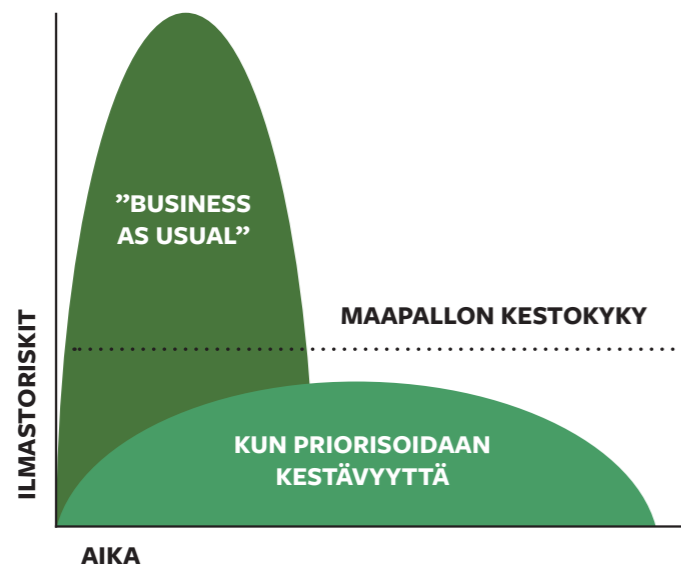 ”BUSINESS
AS USUAL”
MAAPALLON KESTOKYKY
ILMASTORISKIT
KUN PRIORISOIDAAN
KESTÄVYYTTÄ
AIKA